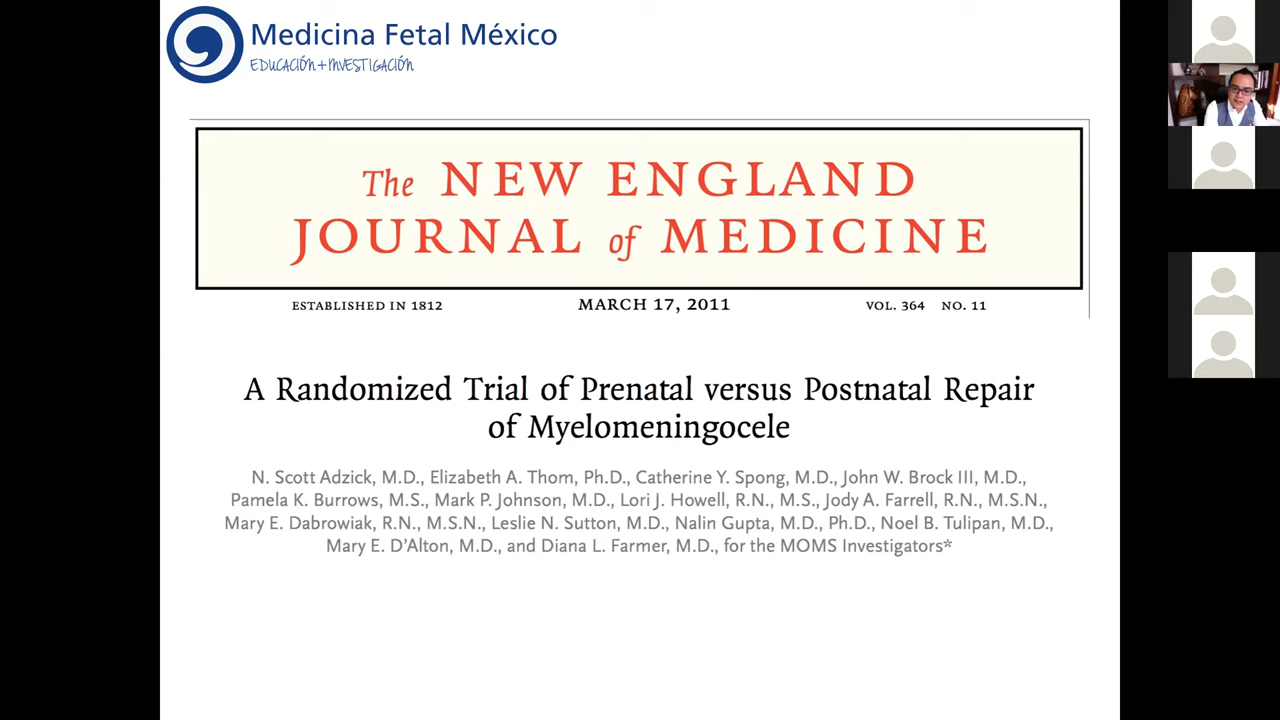 Medicina Fetal México
EDUCACIÓN+INVESTIGACIÓN
The NEW ENGLAND
JOURNAL of MEDICINE
ESTABLISHED IN 1812 MARCH 17, 2011 VOL. 364 NO. 11
A Randomized Trial of Prenatal versus Postnatal Repair
of Myelomeningocele
N. Scott Adzick, M.D., Elizabeth A. Thom, Ph.D., Catherine Y. Spong, M.D., John W. Brock III, M.D.,
Pamela K. Burrows, M.S., Mark P. Johnson, M.D., Lori J. Howell, R.N., M.S., Jody A. Farrell, R.N., M.S.N.,
Mary E. Dabrowiak, R.N., M.S.N., Leslie N. Sutton, M.D., Nalin Gupta, M.D., Ph.D., Noel B. Tulipan, M.D.,
Mary E. D’Alton, M.D., and Diana L. Farmer, M.D., for the MOMS Investigators*